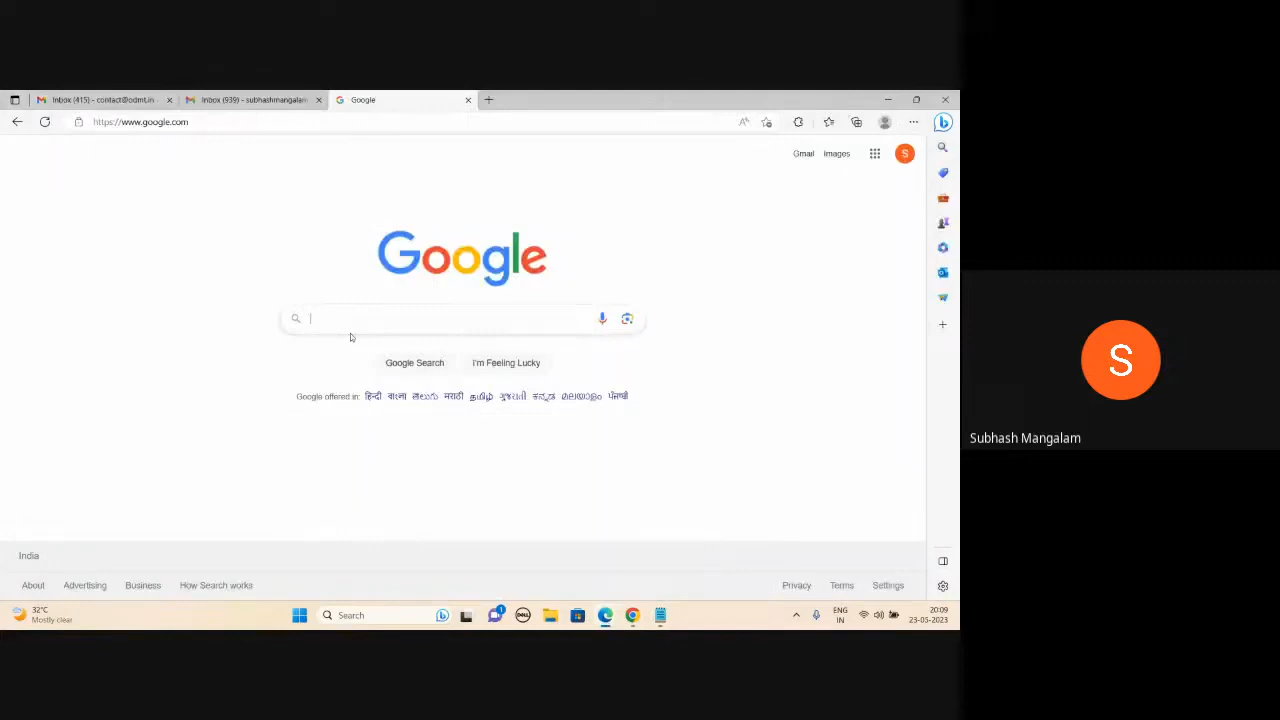 Inbox (415) - contact@odmt.in
Inbox (939) - subhashmangalam
Google
https://www.google.com
Gmail Images S
Google
Google Search I'm Feeling Lucky
Google offered in: हिन्दी বাংলা తెలుగు मराठी தமிழ் ગુજરાતી ಕನ್ನಡ മലയാളം ਪੰਜਾਬੀ
S
Subhash Mangalam
India
About Advertising Business How Search works Privacy Terms Settings
32°C
Mostly clear
Search
1
DELL
ENG
IN
20:09
23-05-2023